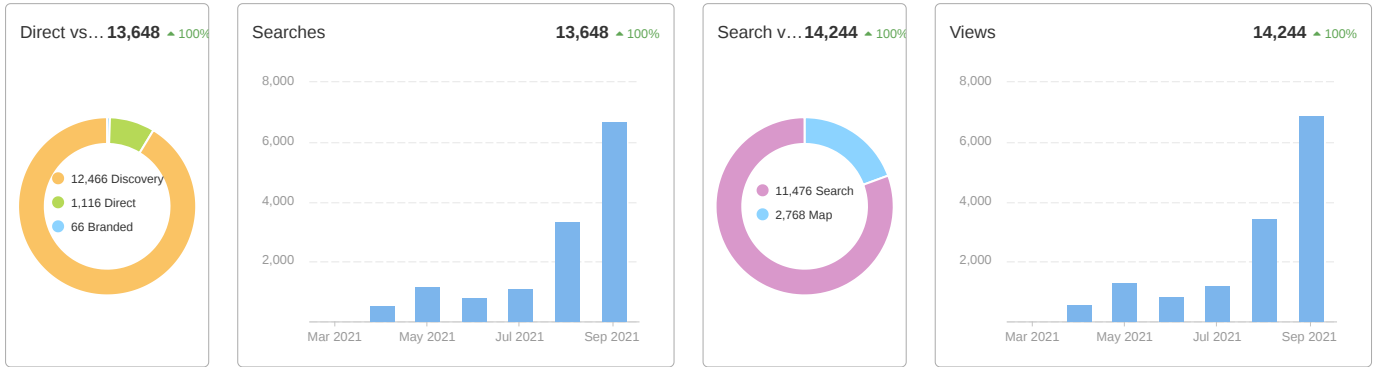 Direct vs... 13,648 100%
12,466 Discovery
1,116 Direct
66 Branded
Searches 13,648 100%
8,000
6,000
4,000
2,000
Mar 2021 May 2021 Jul 2021 Sep 2021
Search v... 14,244 100%
11,476 Search
2,768 Map
Views 14,244 100%
8,000
6,000
4,000
2,000
Mar 2021 May 2021 Jul 2021 Sep 2021